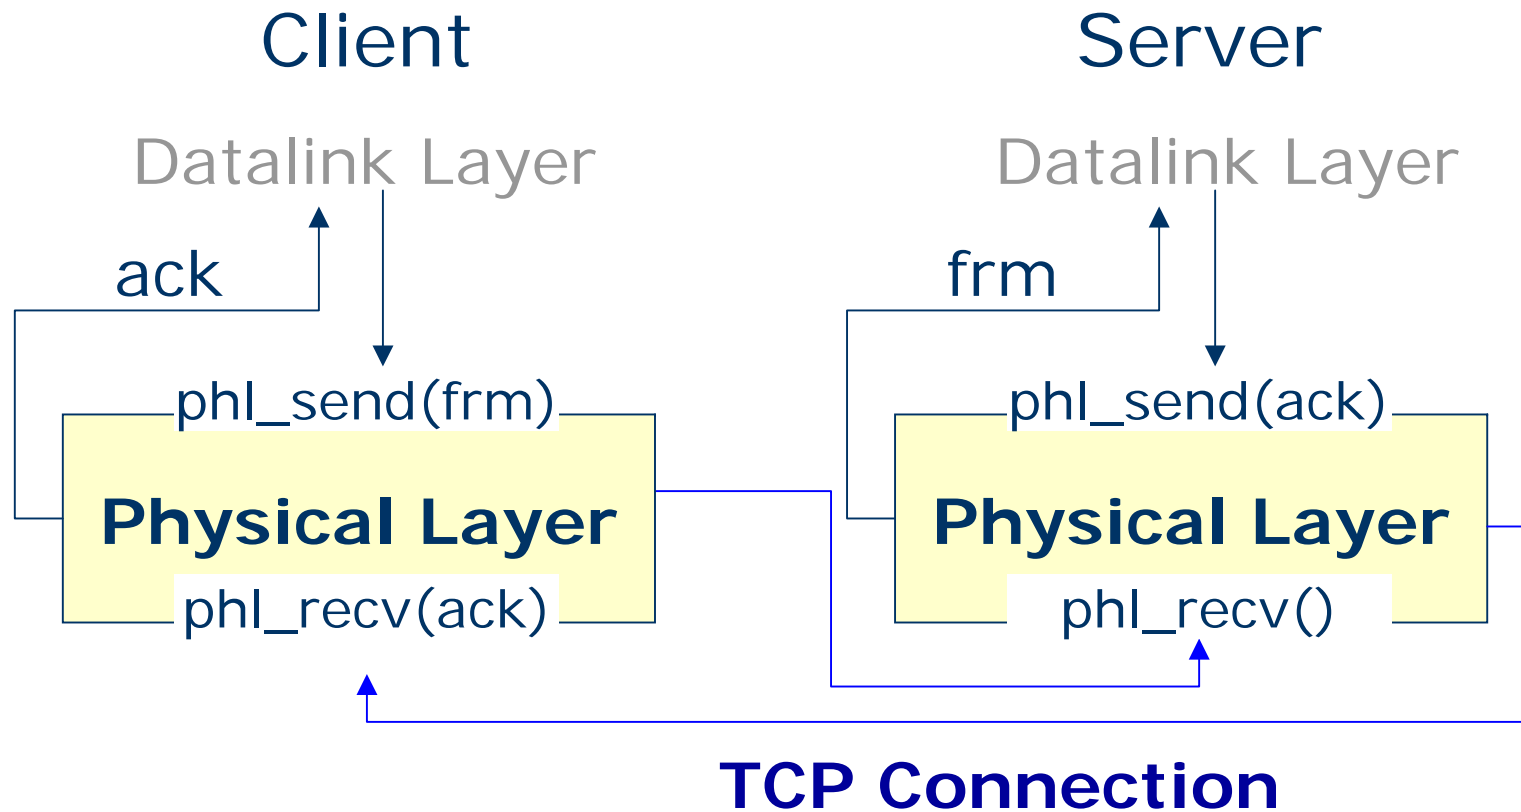 Client
Server
Datalink Layer
Datalink Layer
ack
frm
phl_send(frm)
phl_send(ack)
Physical Layer
Physical Layer
phl_recv(ack)
phl_recv()
TCP Connection